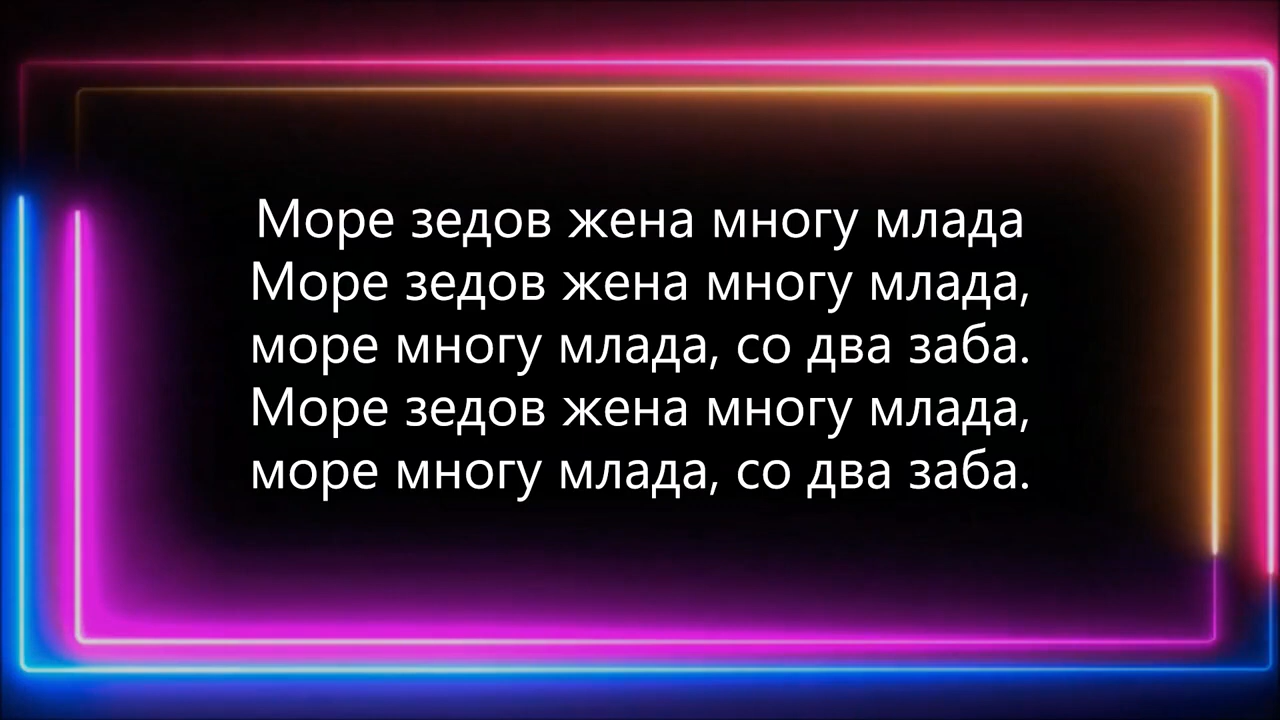 Море зедов жена многу млада
Море зедов жена многу млада,
море многу млада, со два заба.
Море зедов жена многу млада,
море многу млада, со два заба.